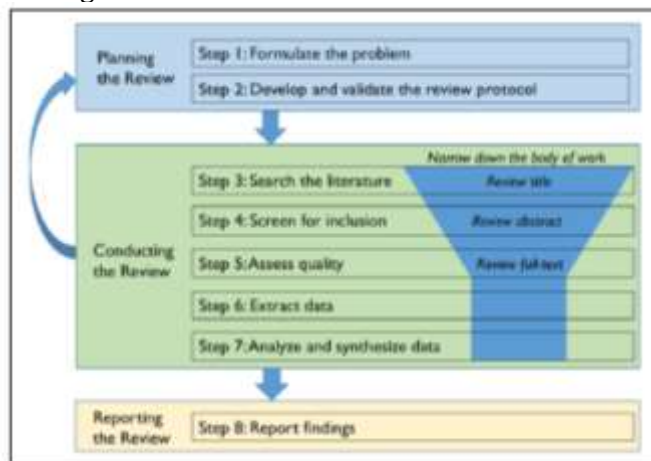 Planning
the Review
Step 1: Formulate the problem
Step 2: Develop and validate the review protocol
Narrow down the body of work
Conducting
the Review
Step 3: Search the literature
Review title
Step 4: Screen for inclusion
Review abstract
Step 5: Assess quality
Review full-text
Step 6: Extract data
Step 7: Analyze and synthesize data
Reporting
the Review
Step 8: Report findings